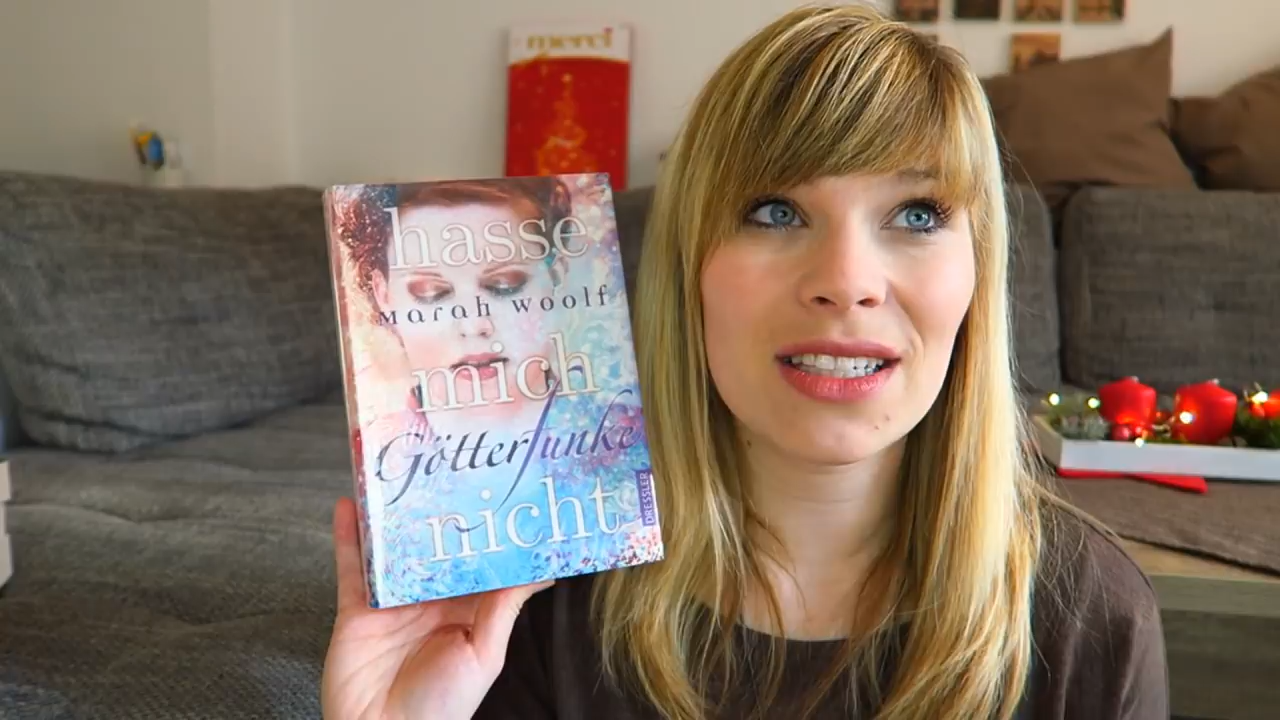 merci
hasse
Marah Woolf
mich
Götterfunke
nicht
DRESSLER